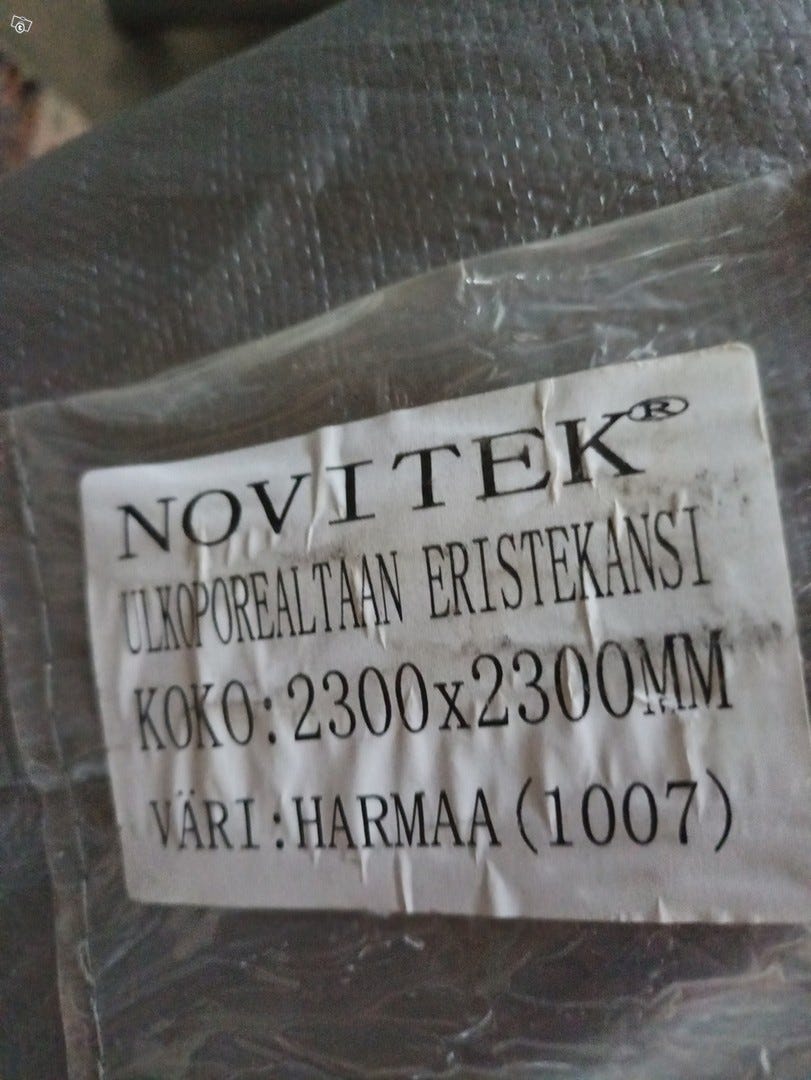 NOVITEK®
ULKOPOREALTAAN ERISTEKANSI
KOKO:2300x2300MM
VÄRI:HARMAA(1007)